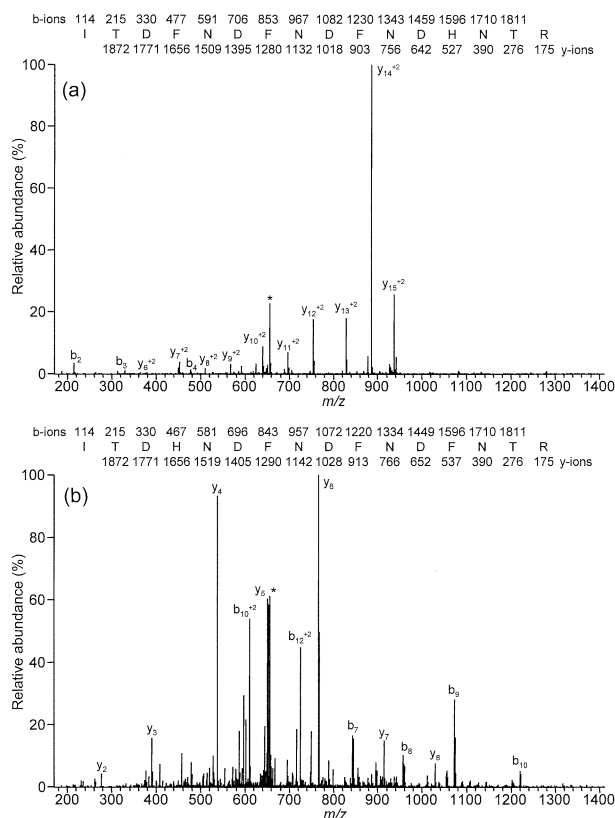 b-ions 114 215 330 477 591 706 853 967 1082 1230 1343 1459 1596 1710 1811
I T D F N D F N D F N D H N T R
1872 1771 1656 1509 1395 1280 1132 1018 903 756 642 527 390 276 175 y-ions
(a)
Relative abundance (%)
100
80
60
40
20
0
y14+2
*
y15+2
y12+2
y13+2
y10+2
y11+2
b2
b3
y6+2
y7+2
b4
y8+2
y9+2
200 300 400 500 600 700 800 900 1000 1100 1200 1300 1400
m/z
b-ions 114 215 330 467 581 696 843 957 1072 1220 1334 1449 1596 1710 1811
I T D H N D F N D F N D F N T R
1872 1771 1656 1519 1405 1290 1142 1028 913 766 652 537 390 276 175 y-ions
(b)
Relative abundance (%)
100
80
60
40
20
0
y4
y6
y5
*
b10+2
b12+2
b9
y3
b7
y7
b8
y8
y2
b10
200 300 400 500 600 700 800 900 1000 1100 1200 1300 1400
m/z